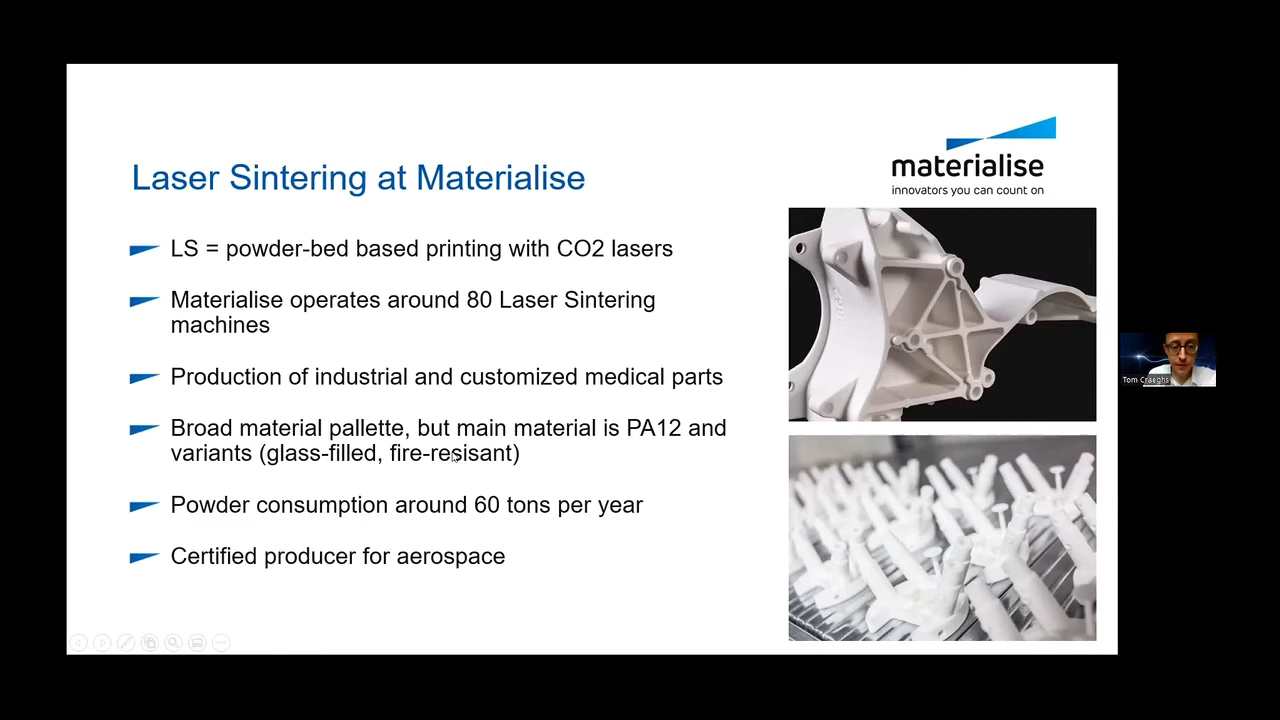 Laser Sintering at Materialise
materialise
innovators you can count on
LS = powder-bed based printing with CO2 lasers
Materialise operates around 80 Laser Sintering
machines
Production of industrial and customized medical parts
Broad material pallette, but main material is PA12 and
variants (glass-filled, fire-resisant)
Powder consumption around 60 tons per year
Certified producer for aerospace
Tom Craeghs